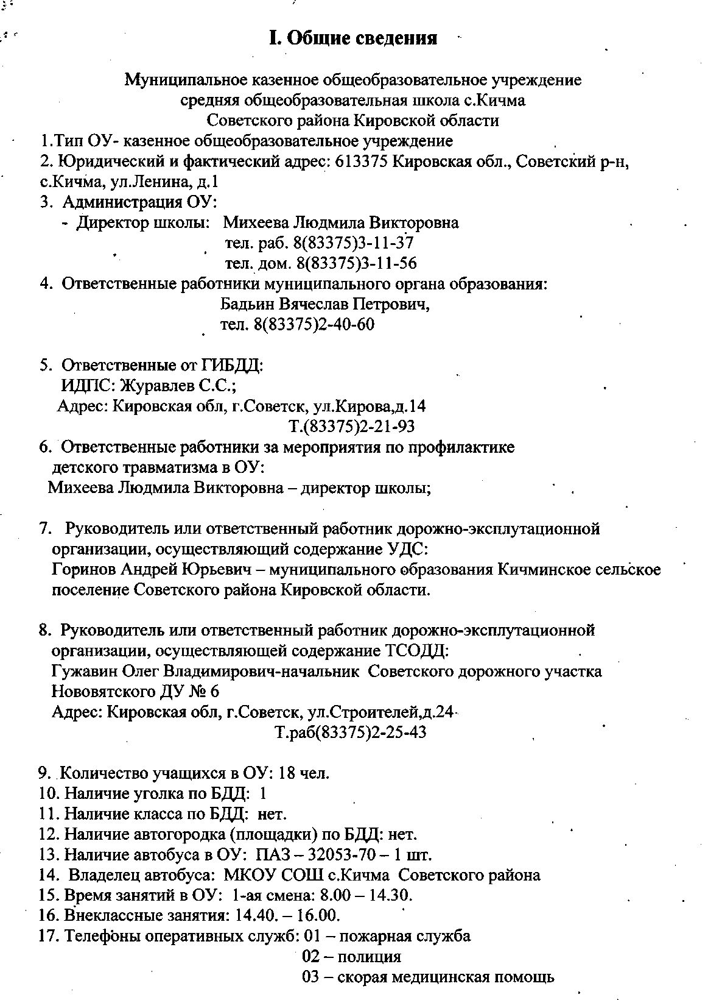 I. Общие сведения
Муниципальное казенное общеобразовательное учреждение
средняя общеобразовательная школа с.Кичма
Советского района Кировской области
1.Тип ОУ- казенное общеобразовательное учреждение
2. Юридический и фактический адрес: 613375 Кировская обл., Советский р-н,
с.Кичма, ул.Ленина, д.1
3. Администрация ОУ:
- Директор школы: Михеева Людмила Викторовна
тел. раб. 8(83375)3-11-37
тел. дом. 8(83375)3-11-56
4. Ответственные работники муниципального органа образования:
Бадьин Вячеслав Петрович,
тел. 8(83375)2-40-60
5. Ответственные от ГИБДД:
ИДПС: Журавлев С.С.;
Адрес: Кировская обл, г.Советск, ул.Кирова,д.14
Т.(83375)2-21-93
6. Ответственные работники за мероприятия по профилактике
детского травматизма в ОУ:
Михеева Людмила Викторовна – директор школы;
7. Руководитель или ответственный работник дорожно-эксплутационной
организации, осуществляющий содержание УДС:
Горинов Андрей Юрьевич – муниципального образования Кичминское сельское
поселение Советского района Кировской области.
8. Руководитель или ответственный работник дорожно-эксплутационной
организации, осуществляющей содержание ТСОДД:
Гужавин Олег Владимирович-начальник Советского дорожного участка
Нововятского ДУ № 6
Адрес: Кировская обл, г.Советск, ул.Строителей,д.24
Т.раб(83375)2-25-43
9. Количество учащихся в ОУ: 18 чел.
10. Наличие уголка по БДД: 1
11. Наличие класса по БДД: нет.
12. Наличие автогородка (площадки) по БДД: нет.
13. Наличие автобуса в ОУ: ПАЗ – 32053-70 – 1 шт.
14. Владелец автобуса: МКОУ СОШ с.Кичма Советского района
15. Время занятий в ОУ: 1-ая смена: 8.00 – 14.30.
16. Внеклассные занятия: 14.40. – 16.00.
17. Телефоны оперативных служб: 01 – пожарная служба
02 – полиция
03 – скорая медицинская помощь